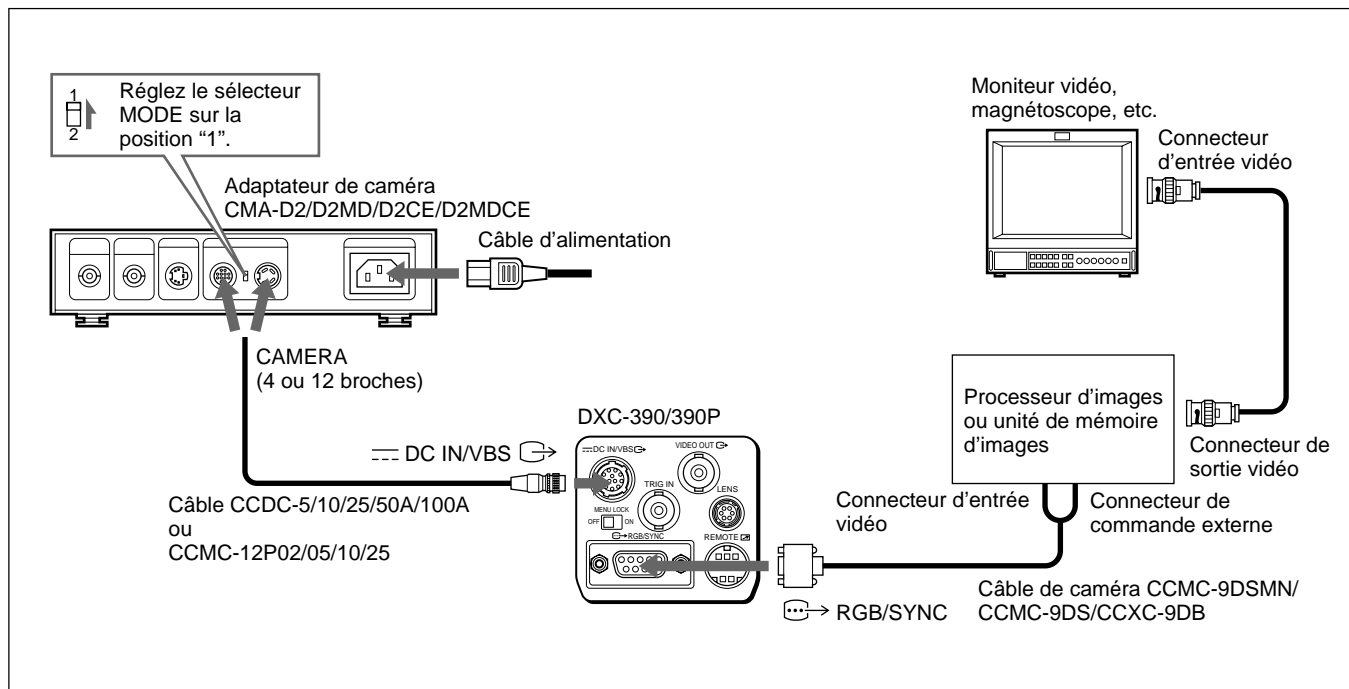 1
2
Réglez le sélecteur
MODE sur la
position “1”.
Adaptateur de caméra
CMA-D2/D2MD/D2CE/D2MDCE
Câble d’alimentation
CAMERA
(4 ou 12 broches)
DC IN/VBS
Câble CCDC-5/10/25/50A/100A
ou
CCMC-12P02/05/10/25
DXC-390/390P
DC IN/VBS
VIDEO OUT
TRIG IN
LENS
MENU LOCK
OFF
ON
RGB/SYNC
REMOTE
RGB/SYNC
Moniteur vidéo,
magnétoscope, etc.
Connecteur
d’entrée vidéo
Processeur d’images
ou unité de mémoire
d’images
Connecteur de
sortie vidéo
Connecteur d’entrée
vidéo
Connecteur de
commande externe
Câble de caméra CCMC-9DSMN/
CCMC-9DS/CCXC-9DB